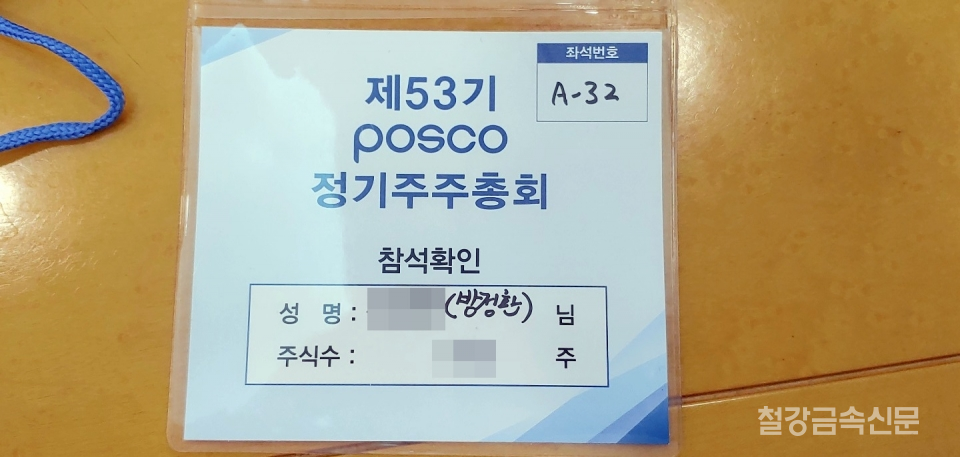 좌석번호
A-32
제53기
posco
정기주주총회
참석확인
성 명 : (방정환) 님
주식수 : 주
철강금속신문